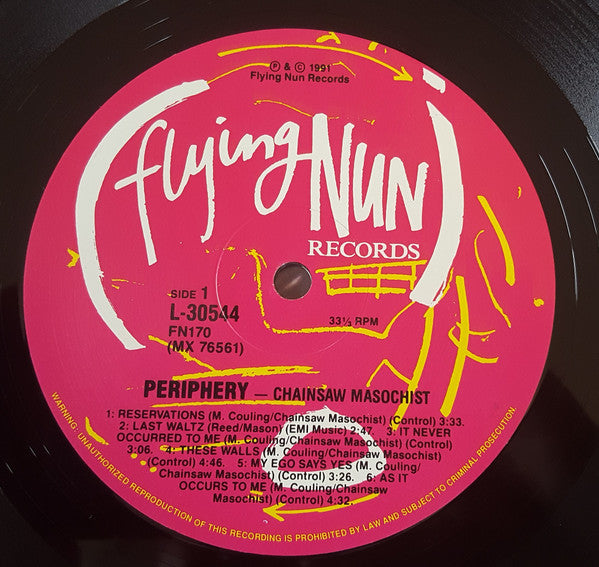 ℗ & © 1991
Flying Nun Records
flying NUN
RECORDS
SIDE 1
L-30544
FN170
(MX 76561)
33⅓ RPM
PERIPHERY — CHAINSAW MASOCHIST
1: RESERVATIONS (M. Couling/Chainsaw Masochist) (Control) 3:33.
2: LAST WALTZ (Reed/Mason) (EMI Music) 2:47. 3: IT NEVER
OCCURRED TO ME (M. Couling/Chainsaw Masochist) (Control)
3:06. 4: THESE WALLS (M. Couling/Chainsaw Masochist)
(Control) 4:46. 5: MY EGO SAYS YES (M. Couling/
Chainsaw Masochist) (Control) 3:26. 6: AS IT
OCCURS TO ME (M. Couling/Chainsaw
Masochist) (Control) 4:32.
WARNING: UNAUTHORIZED REPRODUCTION OF THIS RECORDING IS PROHIBITED BY LAW AND SUBJECT TO CRIMINAL PROSECUTION.